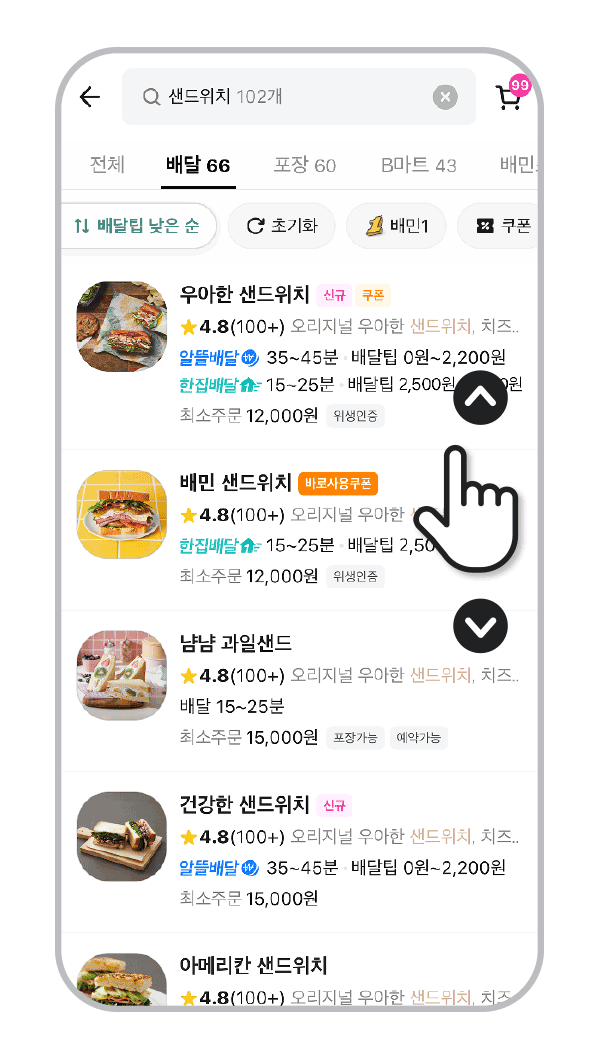 샌드위치 102개
99
전체 배달 66 포장 60 B마트 43 배민
배달팁 낮은 순 초기화 배민1 쿠폰
우아한 샌드위치 신규 쿠폰
4.8(100+) 오리지널 우아한 샌드위치, 치즈..
알뜰배달 35~45분 · 배달팁 0원~2,200원
한집배달 15~25분 · 배달팁 2,500원 원
최소주문 12,000원 위생인증
배민 샌드위치 바로사용쿠폰
4.8(100+) 오리지널 우아한
한집배달 15~25분 · 배달팁 2,50
최소주문 12,000원 위생인증
냠냠 과일샌드
4.8(100+) 오리지널 우아한 샌드위치, 치즈..
배달 15~25분
최소주문 15,000원 포장가능 예약가능
건강한 샌드위치 신규
4.8(100+) 오리지널 우아한 샌드위치, 치즈..
알뜰배달 35~45분 · 배달팁 0원~2,200원
최소주문 15,000원
아메리칸 샌드위치
4.8(100+) 오리지널 우아한 샌드위치, 치즈